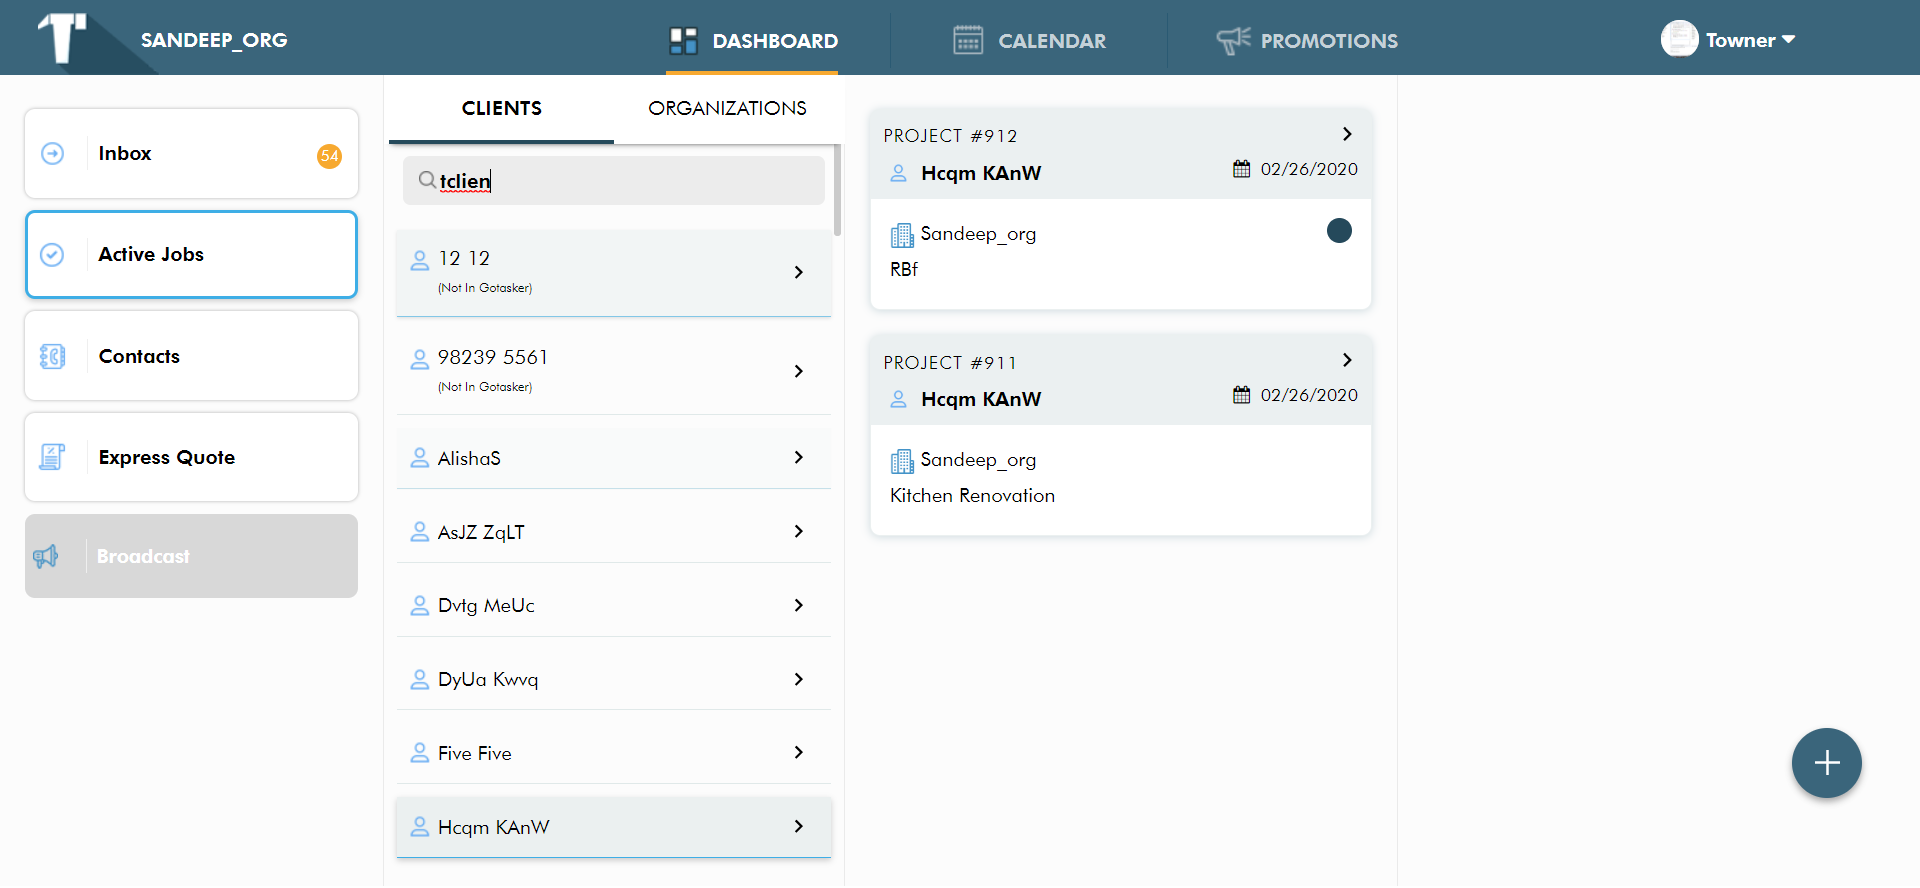 SANDEEP_ORG
DASHBOARD
CALENDAR
PROMOTIONS
Towner
Inbox
54
Active Jobs
Contacts
Express Quote
Broadcast
CLIENTS
ORGANIZATIONS
tclien
12 12
(Not In Gotasker)
98239 5561
(Not In Gotasker)
AlishaS
AsJZ ZqLT
Dvtg MeUc
DyUa Kwvq
Five Five
Hcqm KAnW
PROJECT #912
Hcqm KAnW
02/26/2020
Sandeep_org
RBf
PROJECT #911
Hcqm KAnW
02/26/2020
Sandeep_org
Kitchen Renovation